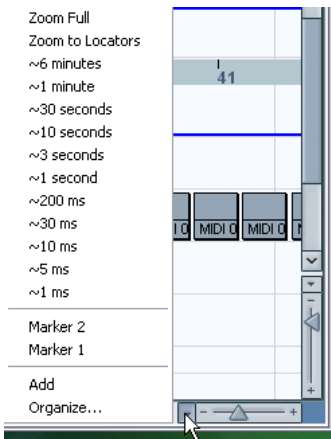 Zoom Full
Zoom to Locators
~6 minutes
~1 minute
~30 seconds
~10 seconds
~3 seconds
~1 second
~200 ms
~30 ms
~10 ms
~5 ms
~1 ms
Marker 2
Marker 1
Add
Organize...
41
MIDI 0 MIDI 0
- +
- +